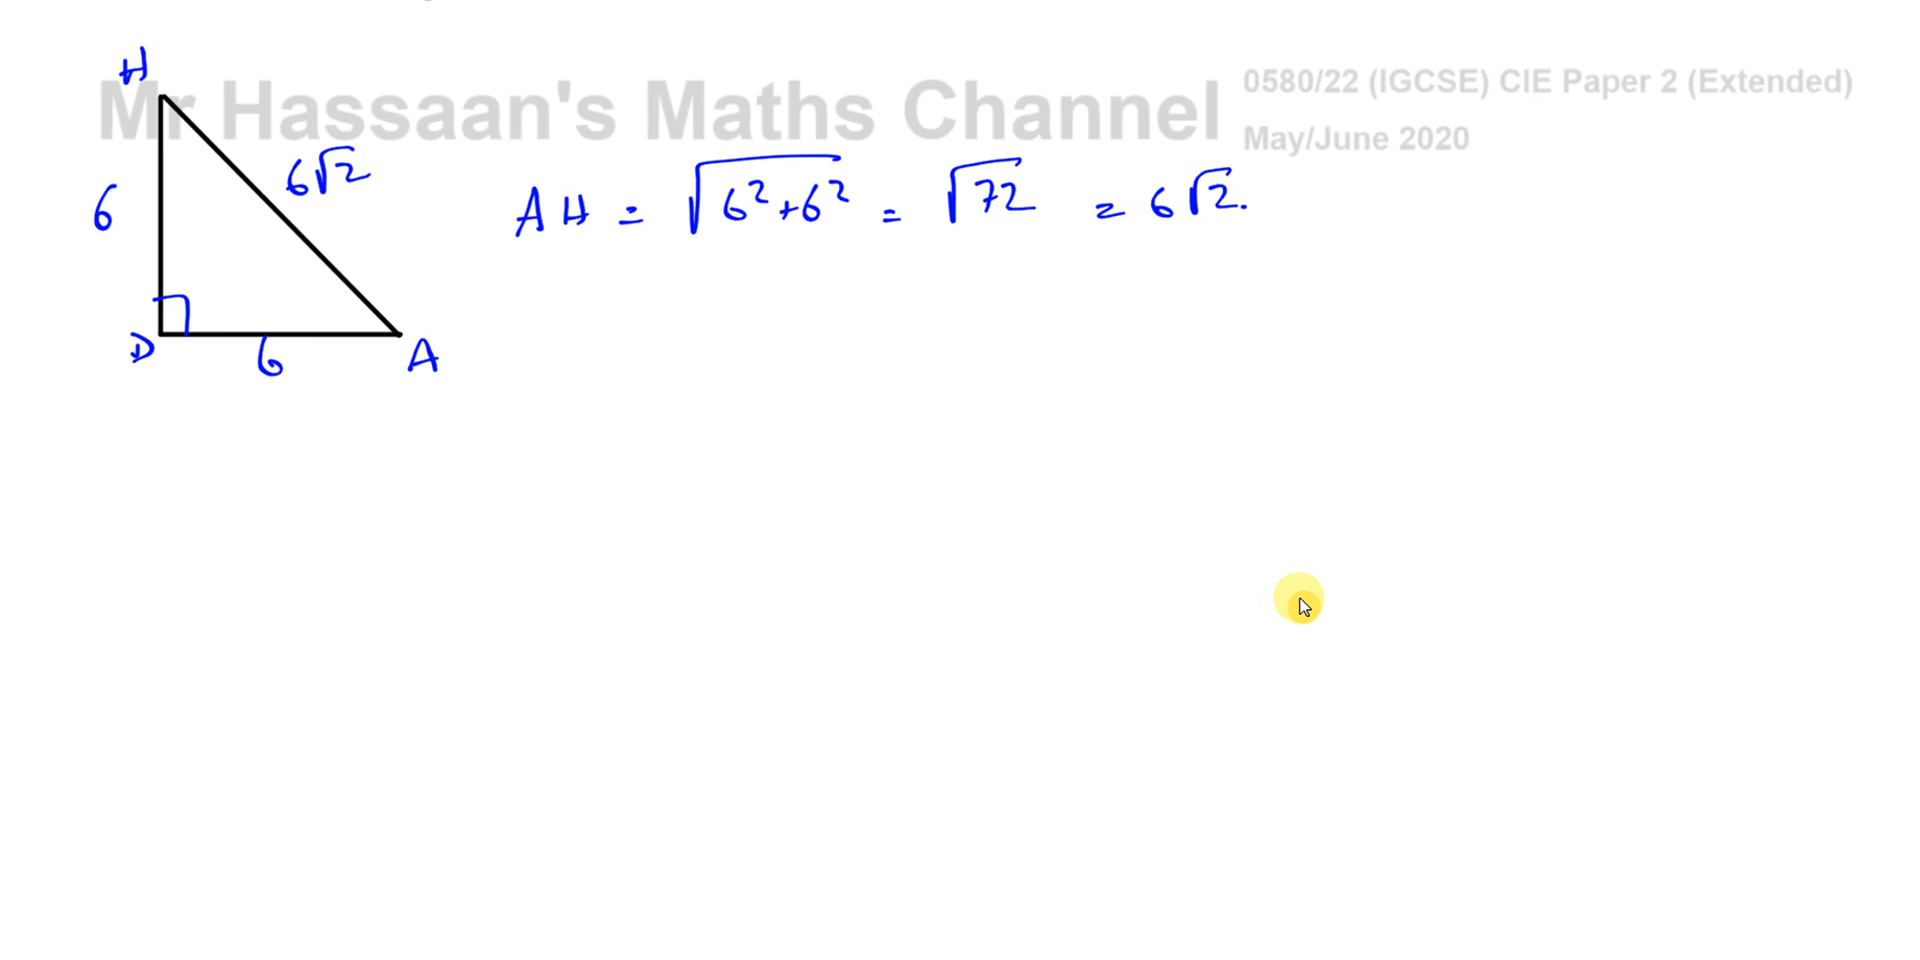 H
Mr Hassaan's Maths Channel
0580/22 (IGCSE) CIE Paper 2 (Extended)
May/June 2020
6
6√2
AH = √(6²+6²) = √72 = 6√2.
D
6
A